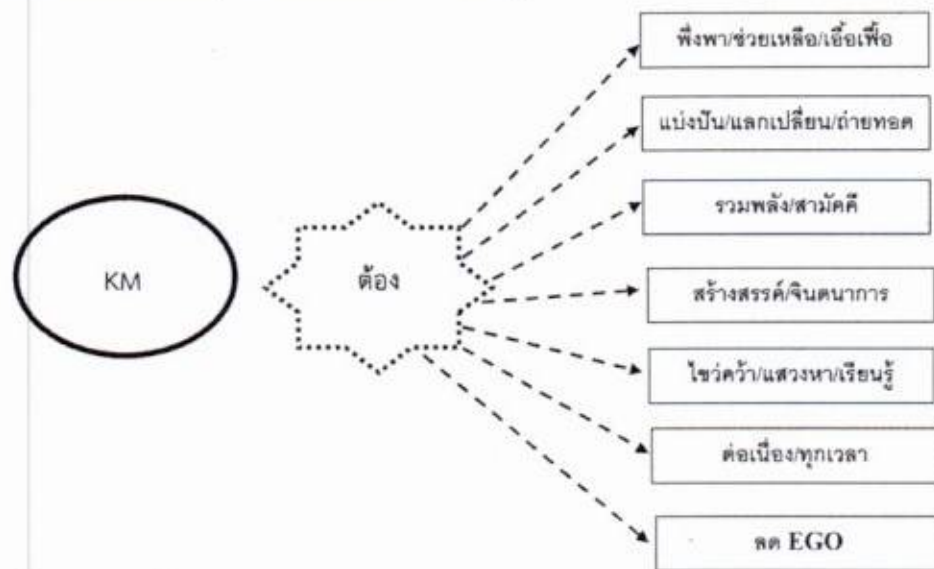 พึ่งพา/ช่วยเหลือ/เอื้อเฟื้อ
แบ่งปัน/แลกเปลี่ยน/ถ่ายทอด
รวมพลัง/สามัคคี
KM
ต้อง
สร้างสรรค์/จินตนาการ
ไขว่คว้า/แสวงหา/เรียนรู้
ต่อเนื่อง/ทุกเวลา
ลด EGO